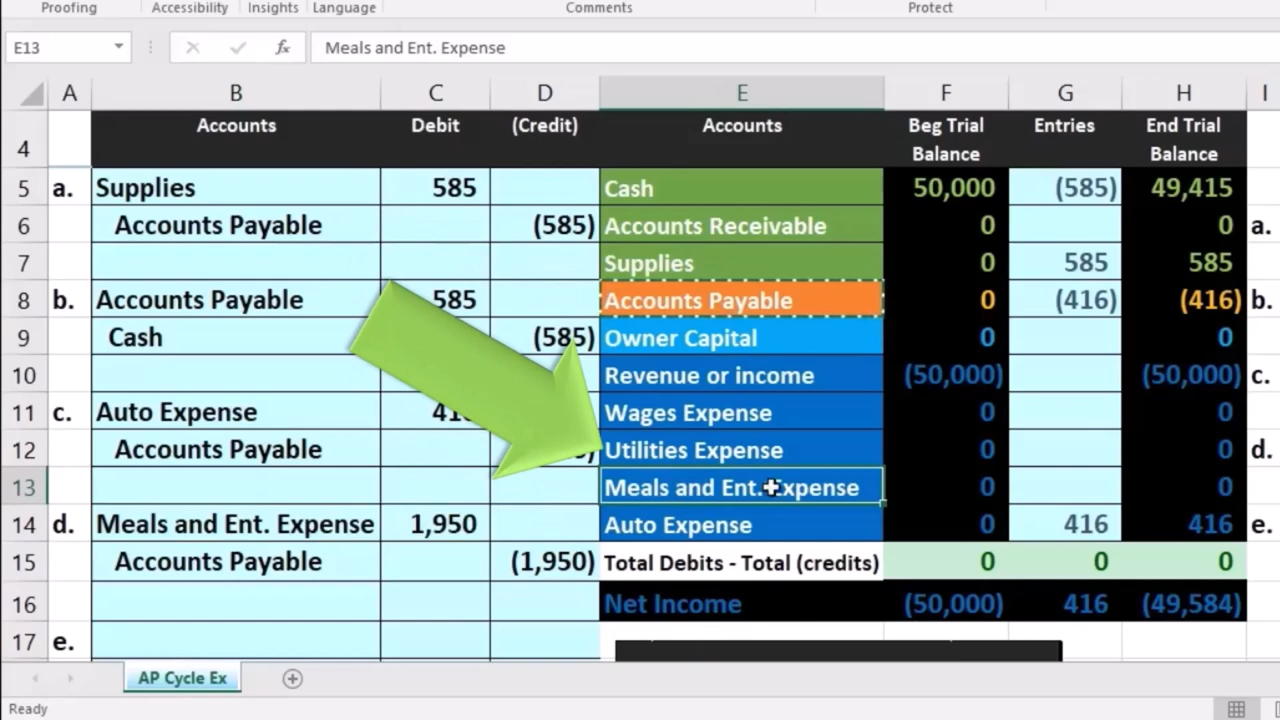 Proofing Accessibility Insights Language Comments Protect
E13 fx Meals and Ent. Expense
A B C D E F G H I
4 Accounts Debit (Credit) Accounts Beg Trial Balance Entries End Trial Balance
5 a. Supplies 585 Cash 50,000 (585) 49,415
6 Accounts Payable (585) Accounts Receivable 0 0 a.
7 Supplies 0 585 585
8 b. Accounts Payable 585 Accounts Payable 0 (416) (416) b.
9 Cash (585) Owner Capital 0 0
10 Revenue or income (50,000) (50,000) c.
11 c. Auto Expense Wages Expense 0 0
12 Accounts Payable Utilities Expense 0 0 d.
13 Meals and Ent. Expense 0 0
14 d. Meals and Ent. Expense 1,950 Auto Expense 0 416 416 e.
15 Accounts Payable (1,950) Total Debits - Total (credits) 0 0 0
16 Net Income (50,000) 416 (49,584)
17 e.
AP Cycle Ex
Ready